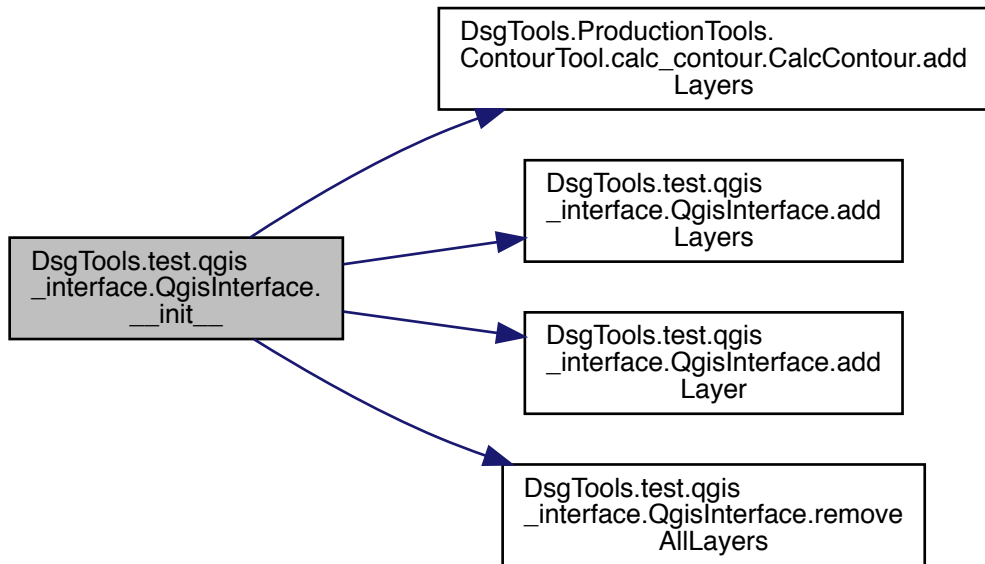 DsgTools.ProductionTools.
ContourTool.calc_contour.CalcContour.add
Layers
DsgTools.test.qgis
_interface.QgisInterface.add
Layers
DsgTools.test.qgis
_interface.QgisInterface.
__init__
DsgTools.test.qgis
_interface.QgisInterface.add
Layer
DsgTools.test.qgis
_interface.QgisInterface.remove
AllLayers